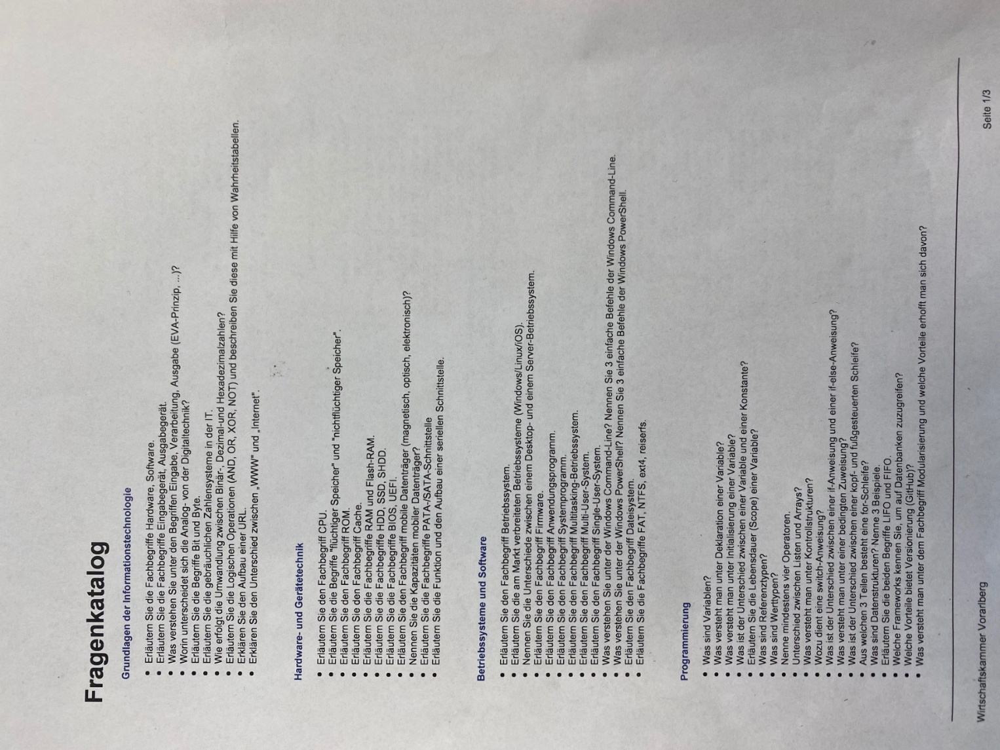 Fragenkatalog
Grundlagen der Informationstechnologie
• Erläutern Sie die Fachbegriffe Hardware, Software.
• Erläutern Sie die Fachbegriffe Eingabegerät, Ausgabegerät.
• Was verstehen Sie unter den Begriffen Eingabe, Verarbeitung, Ausgabe (EVA-Prinzip, ...)?
• Worin unterscheidet sich die Analog- von der Digitaltechnik?
• Erläutern Sie die Begriffe Bit und Byte.
• Erläutern Sie die gebräuchlichen Zahlensysteme in der IT.
• Wie erfolgt die Umwandlung zwischen Binär-, Dezimal-und Hexadezimalzahlen?
• Erläutern Sie die Logischen Operationen (AND, OR, XOR, NOT) und beschreiben Sie diese mit Hilfe von Wahrheitstabellen.
• Erklären Sie den Aufbau einer URL.
• Erklären Sie den Unterschied zwischen „WWW" und „Internet".
Hardware- und Gerätetechnik
• Erläutern Sie den Fachbegriff CPU.
• Erläutern Sie die Begriffe "flüchtiger Speicher" und "nichtflüchtiger Speicher".
• Erläutern Sie den Fachbegriff ROM.
• Erläutern Sie den Fachbegriff Cache.
• Erläutern Sie die Fachbegriffe RAM und Flash-RAM.
• Erläutern Sie die Fachbegriffe HDD, SSD, SHDD.
• Erläutern Sie die Fachbegriffe BIOS, UEFI.
• Erläutern Sie den Fachbegriff mobile Datenträger (magnetisch, optisch, elektronisch)?
• Nennen Sie die Kapazitäten mobiler Datenträger?
• Erläutern Sie die Fachbegriffe PATA-/SATA-Schnittstelle
• Erläutern Sie die Funktion und den Aufbau einer seriellen Schnittstelle.
Betriebssysteme und Software
• Erläutern Sie den Fachbegriff Betriebssystem.
• Erläutern Sie die am Markt verbreiteten Betriebssysteme (Windows/Linux/iOS).
• Nennen Sie die Unterschiede zwischen einem Desktop- und einem Server-Betriebssystem.
• Erläutern Sie den Fachbegriff Firmware.
• Erläutern Sie den Fachbegriff Anwendungsprogramm.
• Erläutern Sie den Fachbegriff Systemprogramm.
• Erläutern Sie den Fachbegriff Multitasking-Betriebssystem.
• Erläutern Sie den Fachbegriff Multi-User-System.
• Erläutern Sie den Fachbegriff Single-User-System.
• Was verstehen Sie unter der Windows Command-Line? Nennen Sie 3 einfache Befehle der Windows Command-Line.
• Was verstehen Sie unter der Windows PowerShell? Nennen Sie 3 einfache Befehle der Windows PowerShell.
• Erläutern Sie den Fachbegriff Dateisystem.
• Erläutern Sie die Fachbegriffe FAT, NTFS, ext4, reiserfs.
Programmierung
• Was sind Variablen?
• Was versteht man unter Deklaration einer Variable?
• Was versteht man unter Initialisierung einer Variable?
• Was ist der Unterschied zwischen einer Variable und einer Konstante?
• Erläutern Sie die Lebensdauer (Scope) einer Variable?
• Was sind Referenztypen?
• Was sind Werttypen?
• Nenne mindestens vier Operatoren.
• Unterschied zwischen Listen und Arrays?
• Was versteht man unter Kontrollstrukturen?
• Wozu dient eine switch-Anweisung?
• Was ist der Unterschied zwischen einer if-Anweisung und einer if-else-Anweisung?
• Was versteht man unter einer bedingten Zuweisung?
• Was ist der Unterschied zwischen einer kopf- und fußgesteuerten Schleife?
• Aus welchen 3 Teilen besteht eine for-Schleife?
• Was sind Datenstrukturen? Nenne 3 Beispiele.
• Erläutern Sie die beiden Begriffe LIFO und FIFO.
• Welche Frameworks kennen Sie, um auf Datenbanken zuzugreifen?
• Welche Vorteile bietet Versionierung (GitHub)?
• Was versteht man unter dem Fachbegriff Modularisierung und welche Vorteile erhofft man sich davon?
Wirtschaftskammer Vorarlberg Seite 1/3